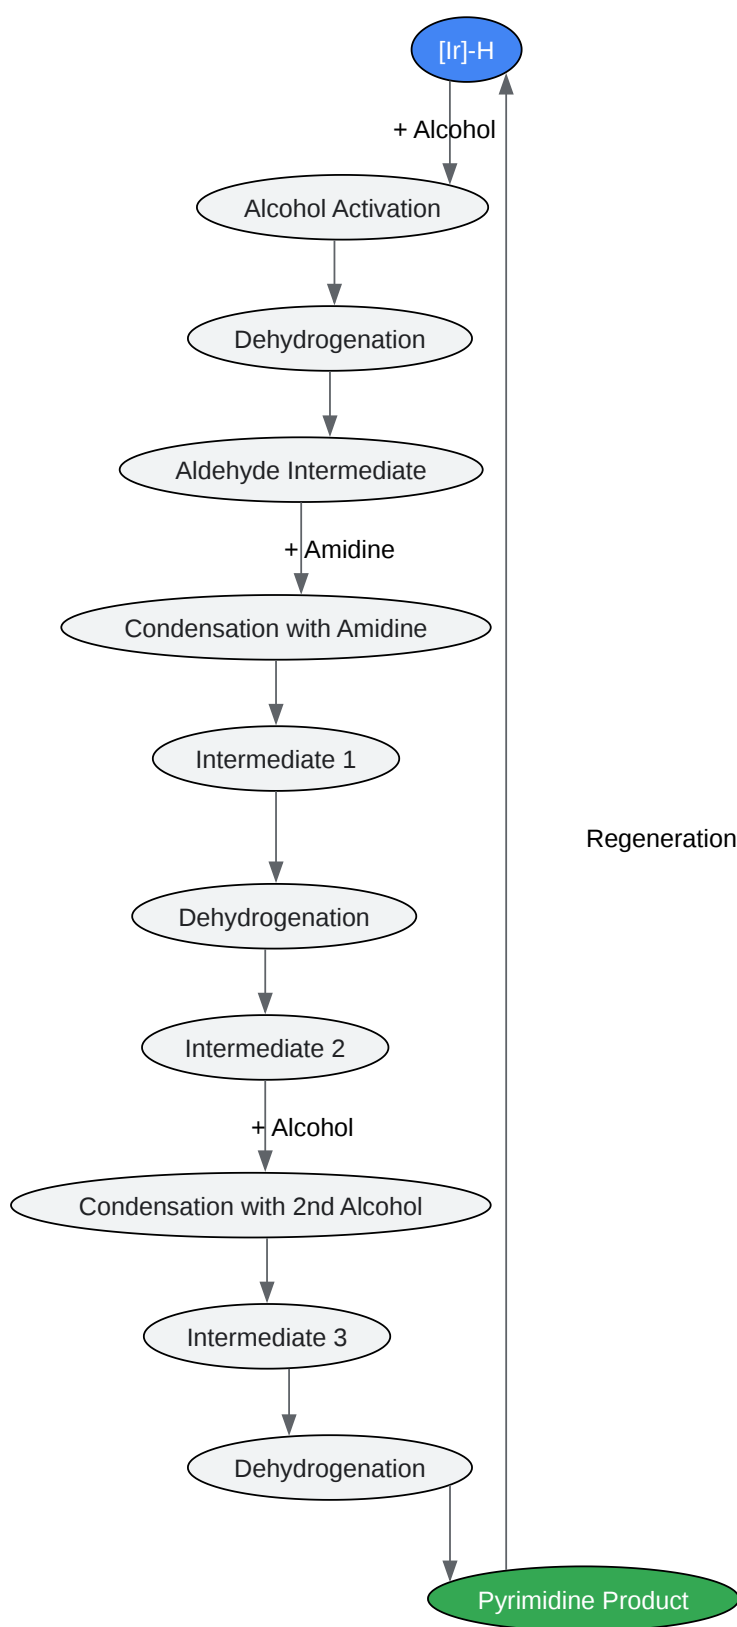 [Ir]-H
+ Alcohol
Alcohol Activation
Dehydrogenation
Aldehyde Intermediate
+ Amidine
Condensation with Amidine
Intermediate 1
Regeneration
Dehydrogenation
Intermediate 2
+ Alcohol
Condensation with 2nd Alcohol
Intermediate 3
Dehydrogenation
Pyrimidine Product